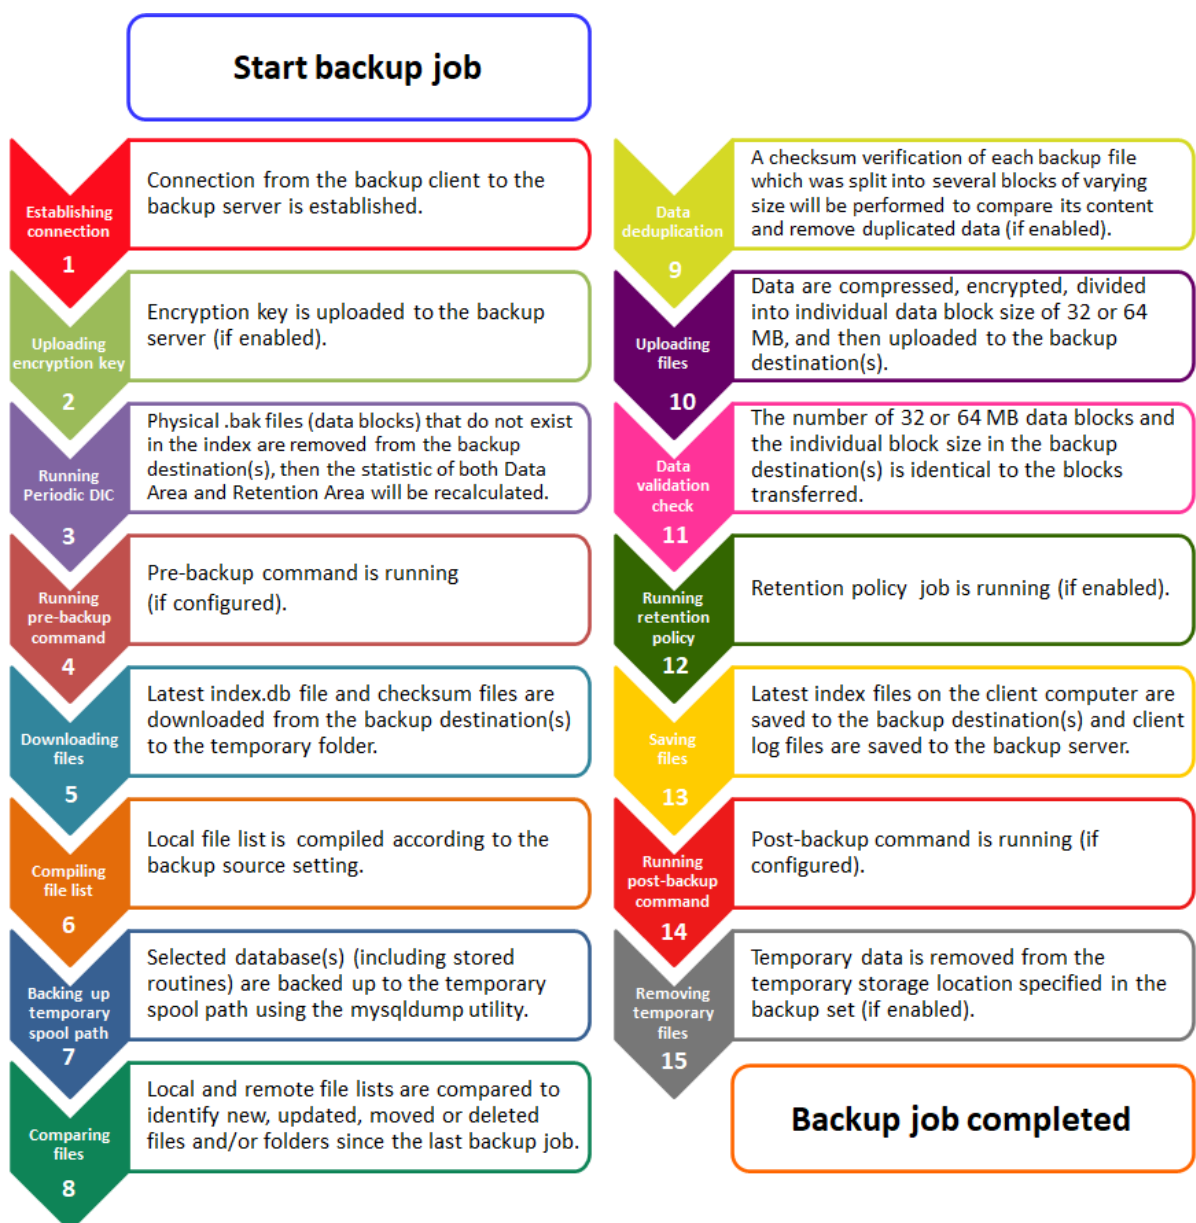 Start backup job
Establishing
connection
1
Connection from the backup client to the
backup server is established.
Uploading
encryption key
2
Encryption key is uploaded to the backup
server (if enabled).
Running
Periodic DIC
3
Physical .bak files (data blocks) that do not exist
in the index are removed from the backup
destination(s), then the statistic of both Data
Area and Retention Area will be recalculated.
Running
pre-backup
command
4
Pre-backup command is running
(if configured).
Downloading
files
5
Latest index.db file and checksum files are
downloaded from the backup destination(s)
to the temporary folder.
Compiling
file list
6
Local file list is compiled according to the
backup source setting.
Backing up
temporary
spool path
7
Selected database(s) (including stored
routines) are backed up to the temporary
spool path using the mysqldump utility.
Comparing
files
8
Local and remote file lists are compared to
identify new, updated, moved or deleted
files and/or folders since the last backup job.
Data
deduplication
9
A checksum verification of each backup file
which was split into several blocks of varying
size will be performed to compare its content
and remove duplicated data (if enabled).
Uploading
files
10
Data are compressed, encrypted, divided
into individual data block size of 32 or 64
MB, and then uploaded to the backup
destination(s).
Data
validation
check
11
The number of 32 or 64 MB data blocks and
the individual block size in the backup
destination(s) is identical to the blocks
transferred.
Running
retention
policy
12
Retention policy job is running (if enabled).
Saving
files
13
Latest index files on the client computer are
saved to the backup destination(s) and client
log files are saved to the backup server.
Running
post-backup
command
14
Post-backup command is running (if
configured).
Removing
temporary
files
15
Temporary data is removed from the
temporary storage location specified in the
backup set (if enabled).
Backup job completed